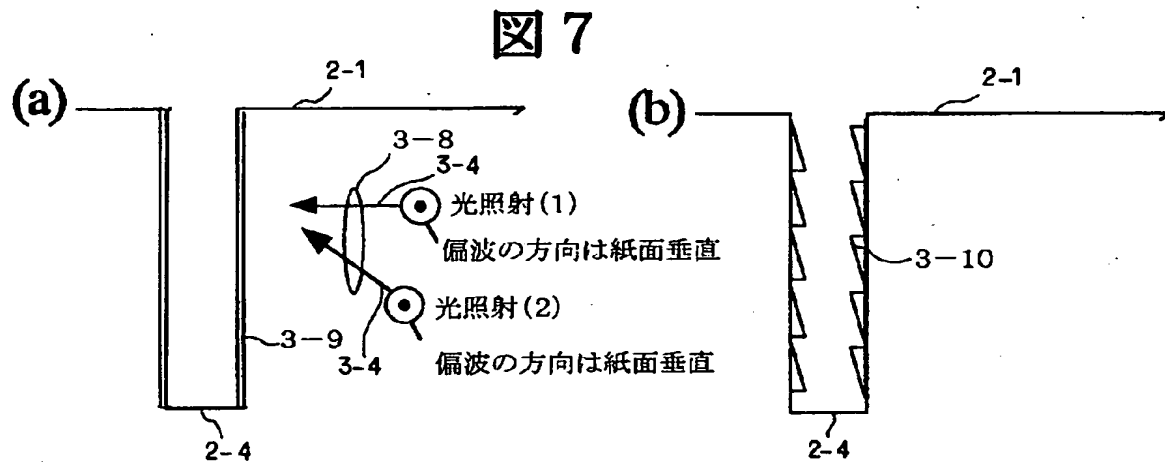 図 7
(a)
2-1
3-8
3-4
光照射(1)
偏波の方向は紙面垂直
光照射(2)
3-9
3-4
偏波の方向は紙面垂直
2-4
(b)
2-1
3-10
2-4